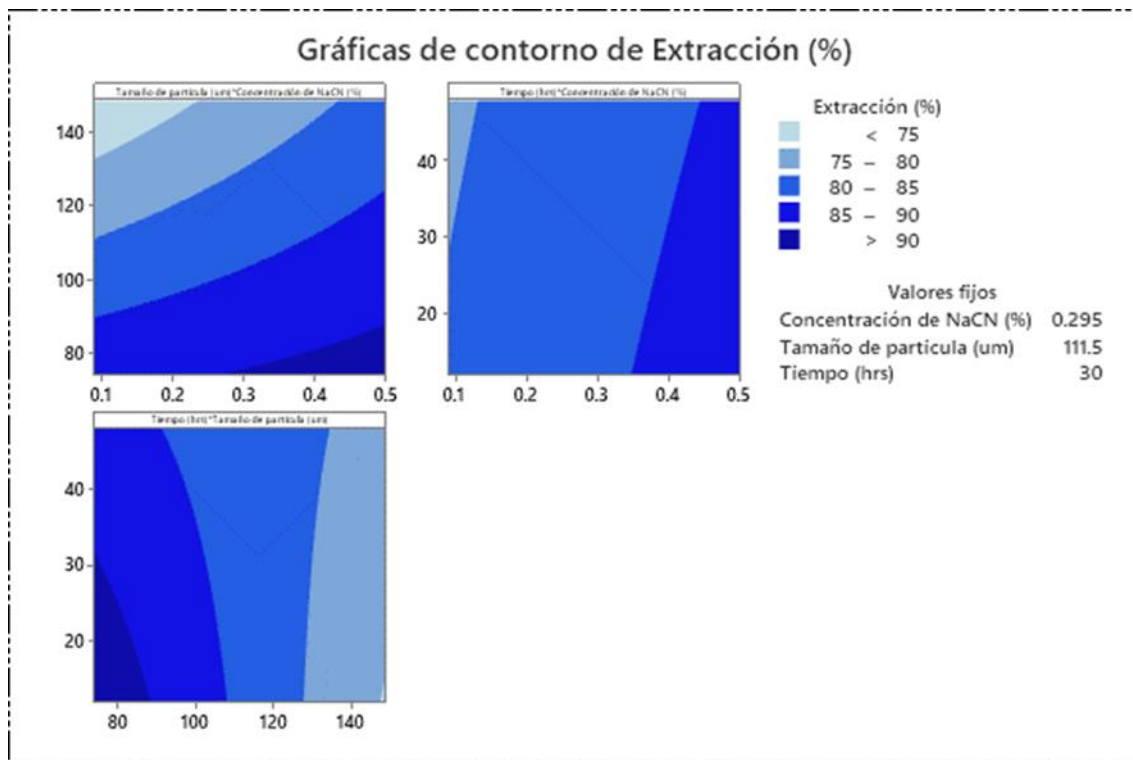 Gráficas de contorno de Extracción (%)
Tamaño de partícula (um)*Concentración de NaCN (%)
140
120
100
80
0.1 0.2 0.3 0.4 0.5
Tiempo (hrs)*Concentración de NaCN (%)
40
30
20
0.1 0.2 0.3 0.4 0.5
Extracción (%)
< 75
75 – 80
80 – 85
85 – 90
> 90
Valores fijos
Concentración de NaCN (%) 0.295
Tamaño de partícula (um) 111.5
Tiempo (hrs) 30
Tiempo (hrs)*Tamaño de partícula (um)
40
30
20
80 100 120 140